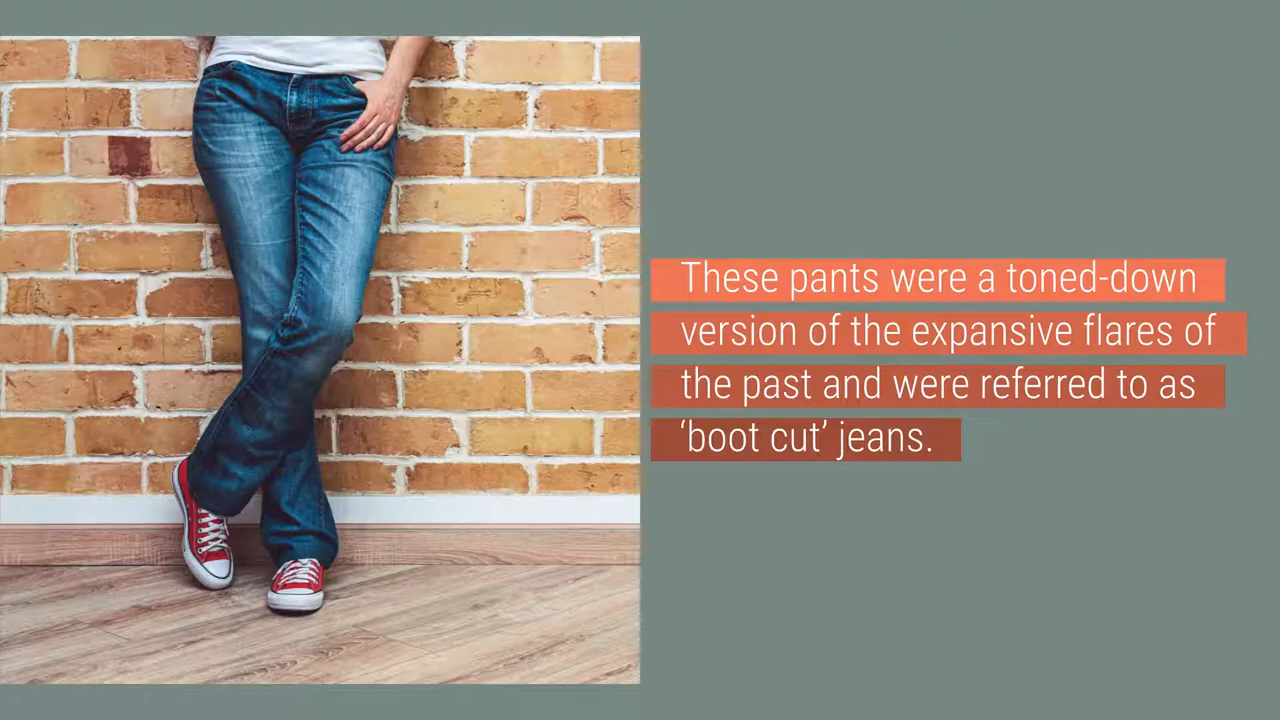 These pants were a toned-down
version of the expansive flares of
the past and were referred to as
‘boot cut’ jeans.